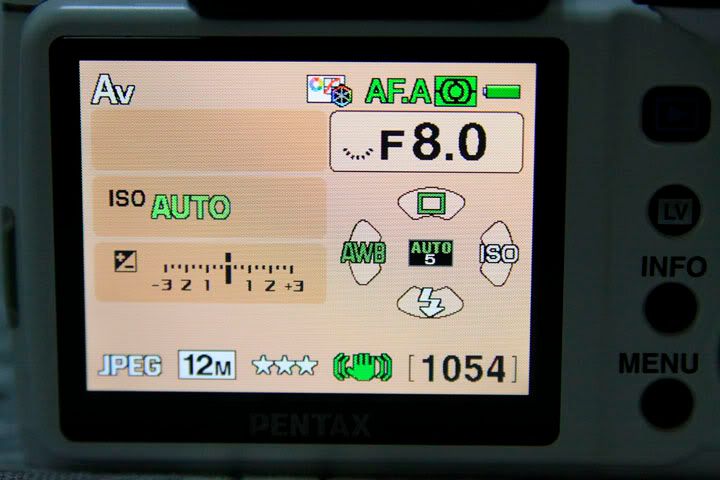 Av AF.A
F8.0
ISO AUTO
AWB AUTO 5 ISO
-3 2 1 1 2 +3
JPEG 12M [1054]
PENTAX
LV
INFO
MENU